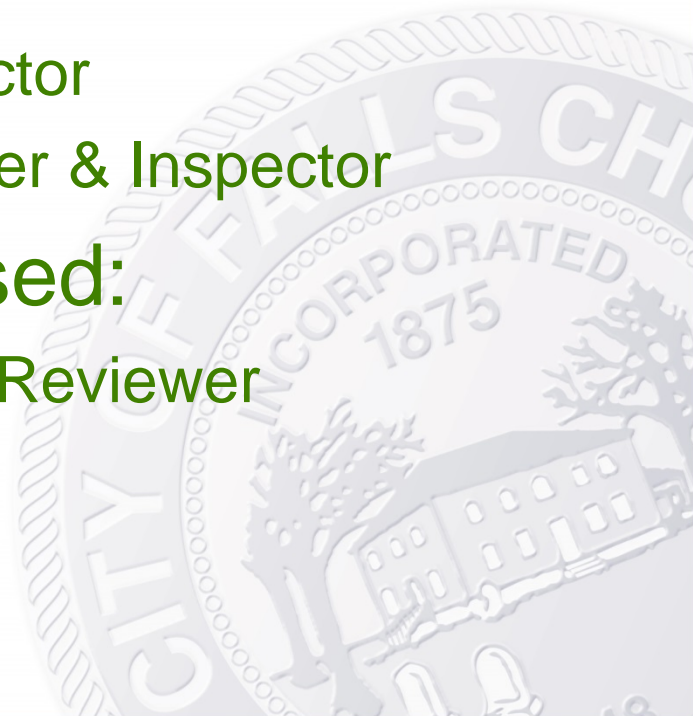 ctor
er & Inspector
sed:
Reviewer
CITY OF FALLS CH
INCORPORATED
1875